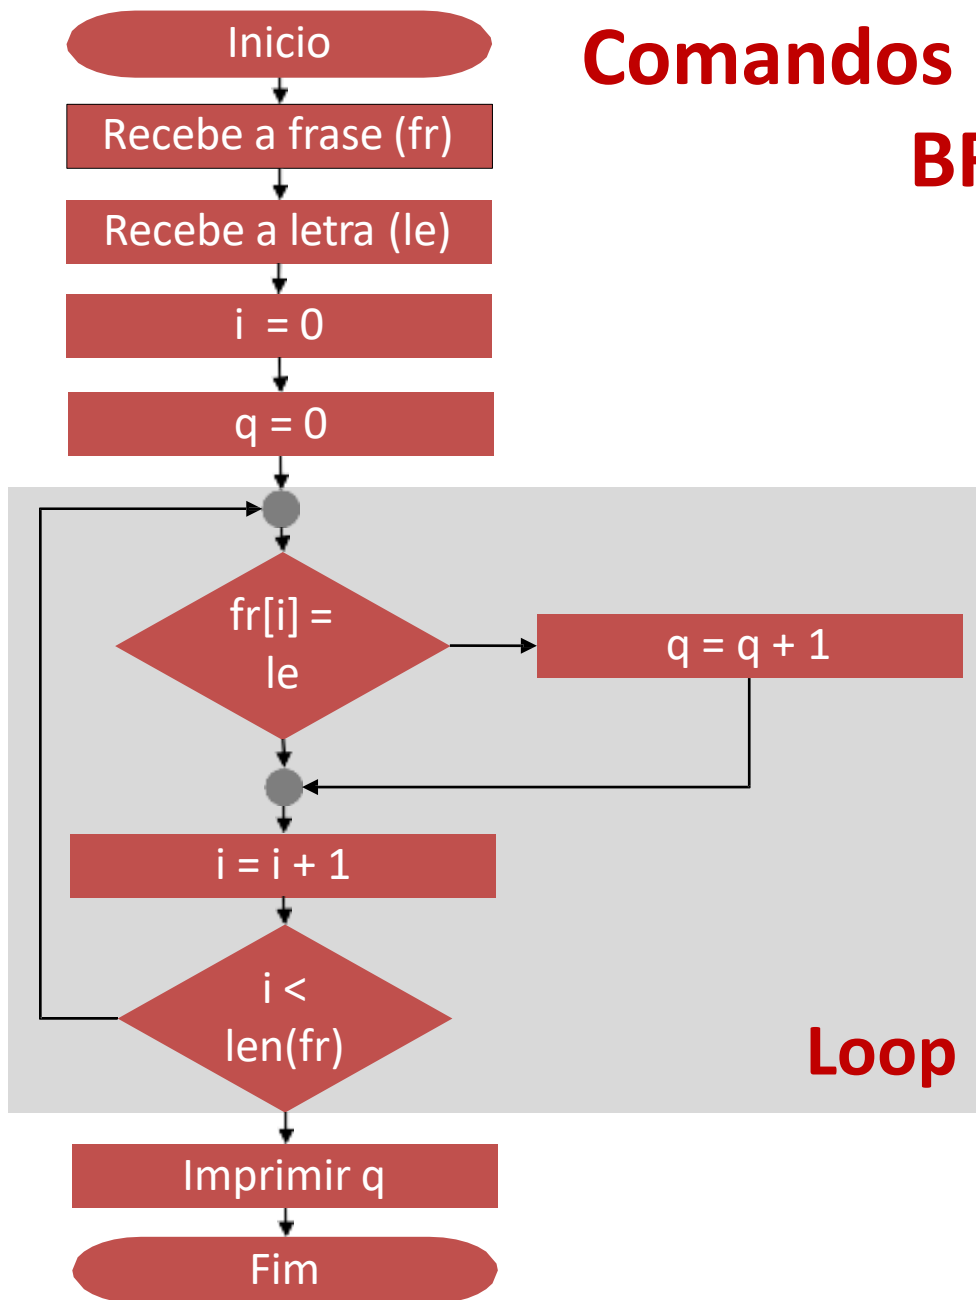 Comandos
Inicio
Recebe a frase (fr)
Recebe a letra (le)
i = 0
q = 0
fr[i] =
le
q = q + 1
i = i + 1
i <
len(fr)
Loop
Imprimir q
Fim